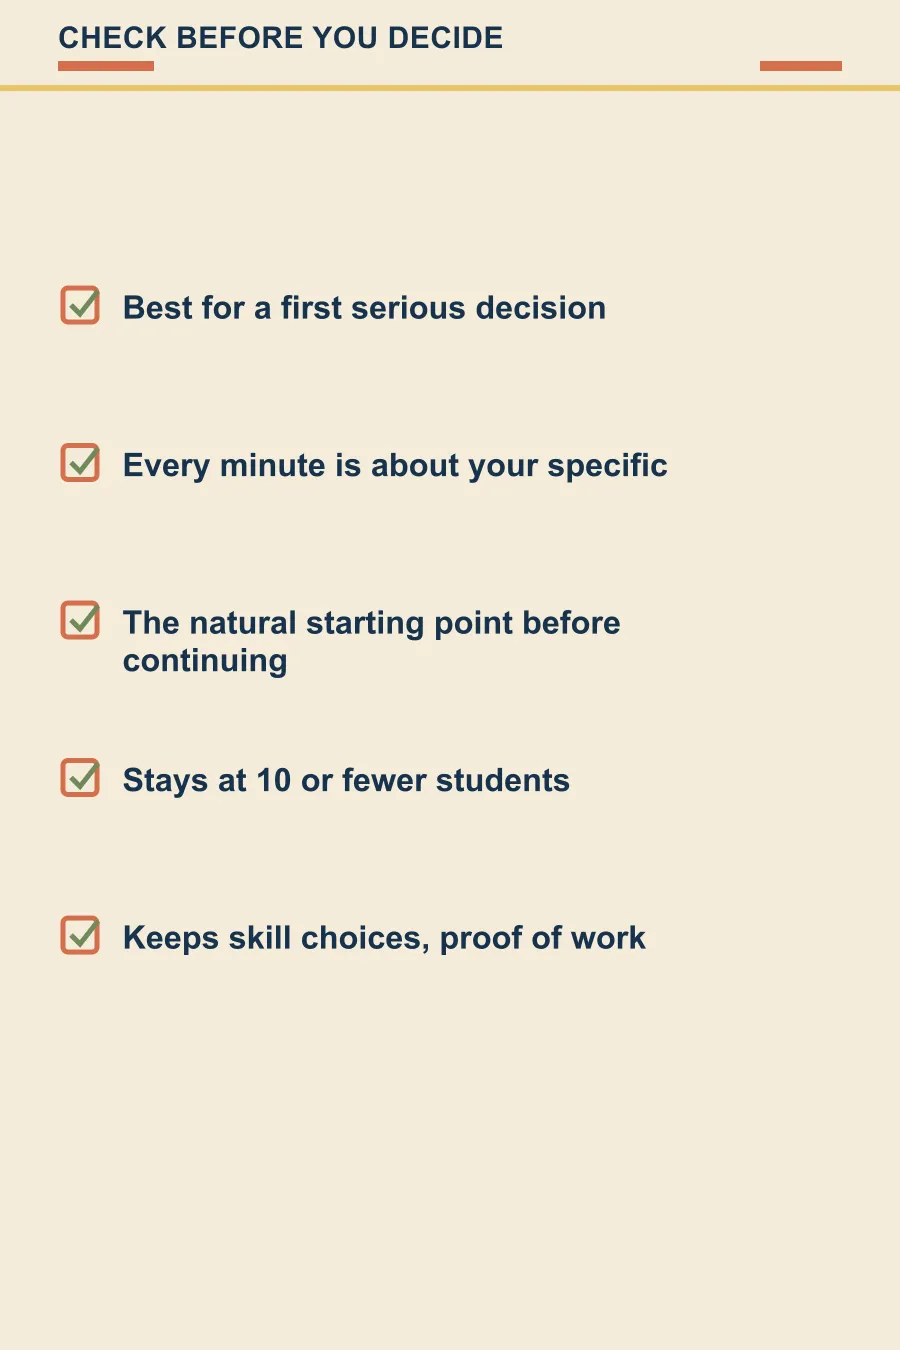 CHECK BEFORE YOU DECIDE
Best for a first serious decision
Every minute is about your specific
The natural starting point before
continuing
Stays at 10 or fewer students
Keeps skill choices, proof of work